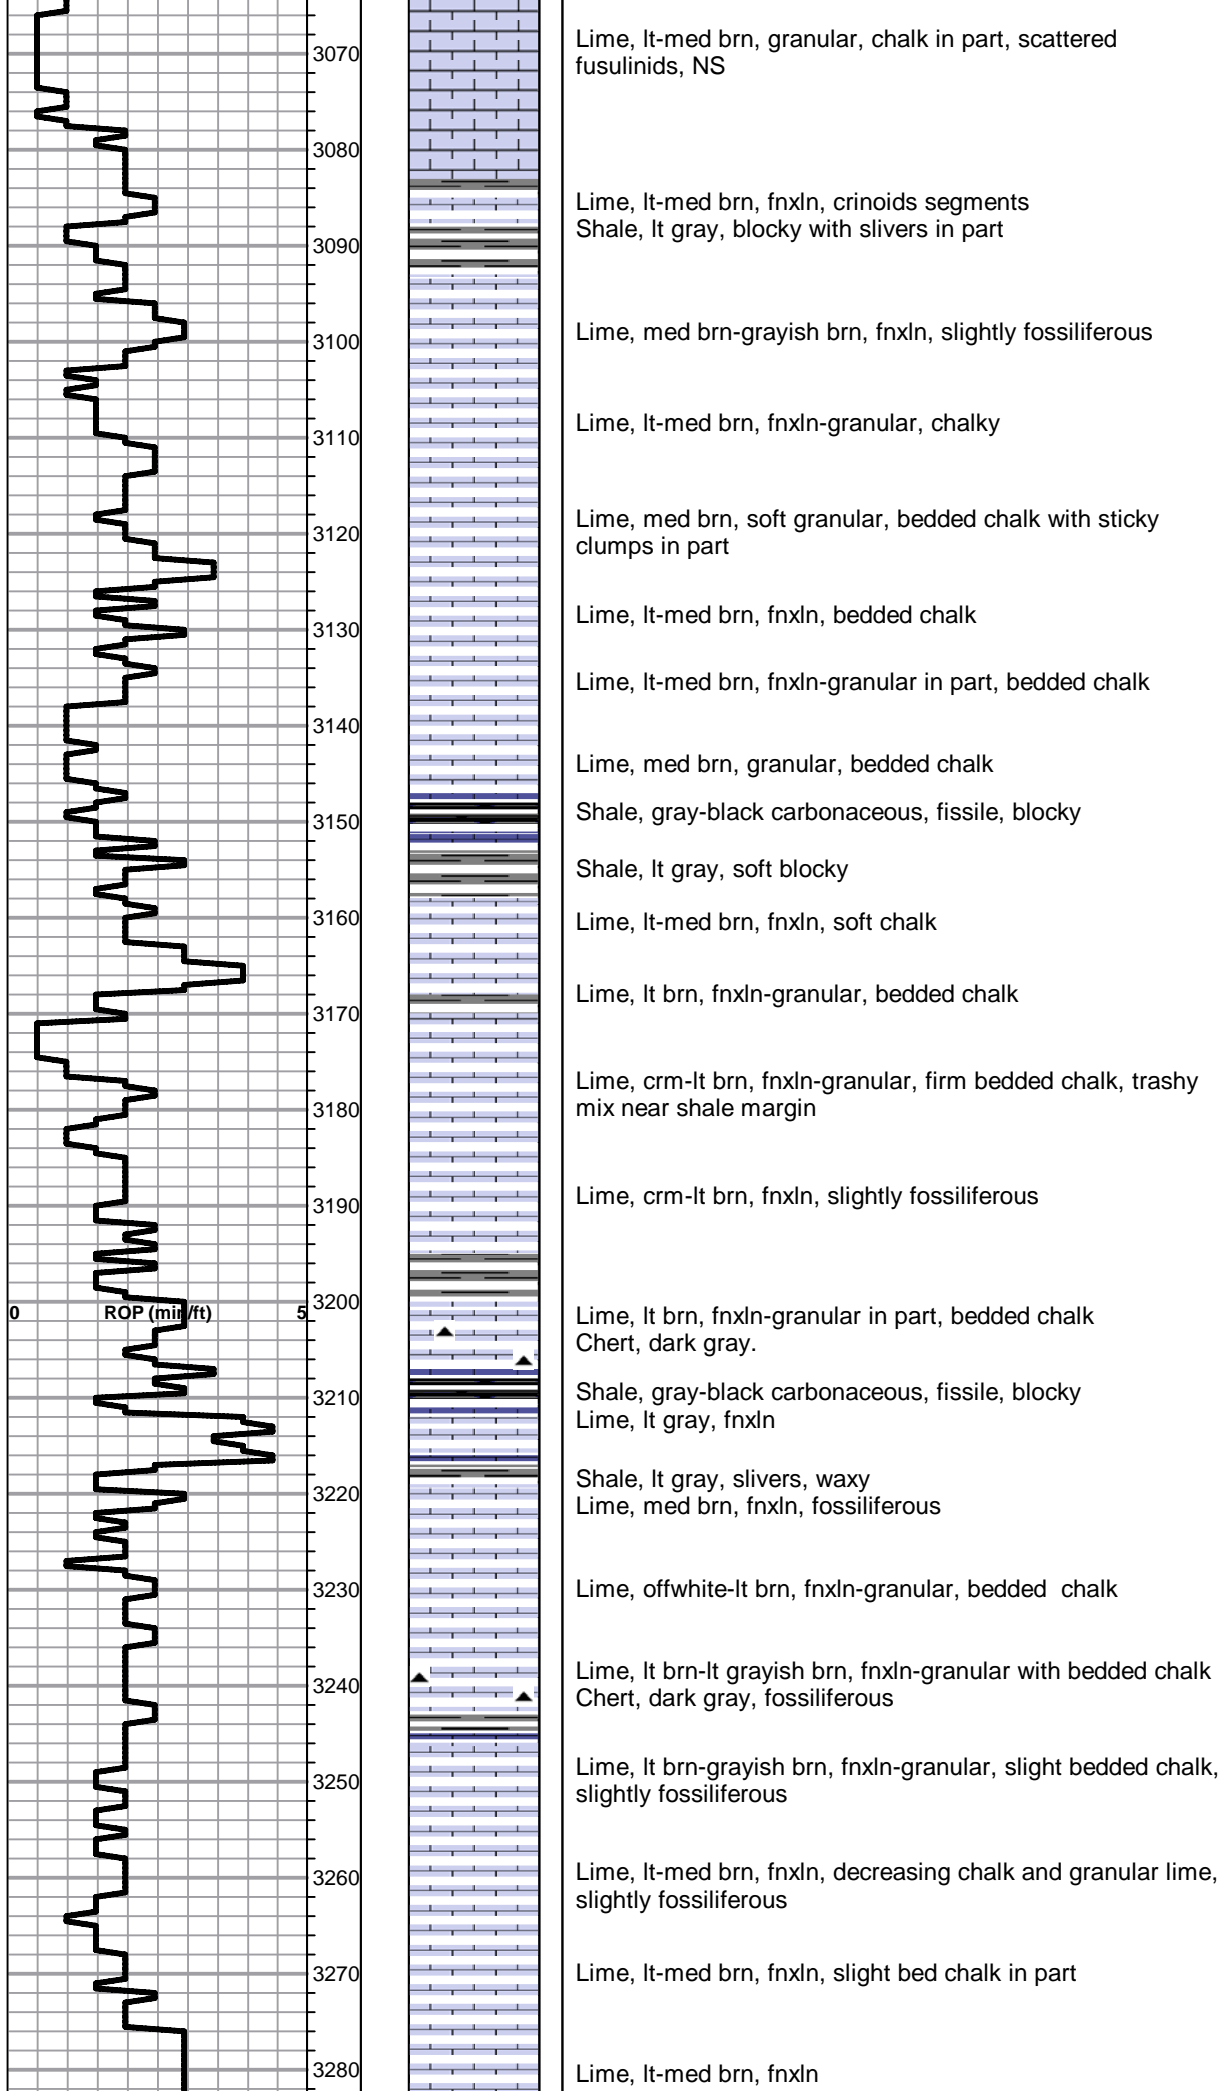 Lime, lt-med brn, granular, chalk in part, scattered
fusulinids, NS
3070
3080
Lime, lt-med brn, fnxln, crinoids segments
Shale, lt gray, blocky with slivers in part
3090
Lime, med brn-grayish brn, fnxln, slightly fossiliferous
3100
Lime, lt-med brn, fnxln-granular, chalky
3110
Lime, med brn, soft granular, bedded chalk with sticky
clumps in part
3120
Lime, lt-med brn, fnxln, bedded chalk
3130
Lime, lt-med brn, fnxln-granular in part, bedded chalk
3140
Lime, med brn, granular, bedded chalk
Shale, gray-black carbonaceous, fissile, blocky
3150
Shale, lt gray, soft blocky
3160
Lime, lt-med brn, fnxln, soft chalk
Lime, lt brn, fnxln-granular, bedded chalk
3170
Lime, crm-lt brn, fnxln-granular, firm bedded chalk, trashy
mix near shale margin
3180
Lime, crm-lt brn, fnxln, slightly fossiliferous
3190
3200
0 ROP (min/ft) 5
Lime, lt brn, fnxln-granular in part, bedded chalk
Chert, dark gray.
Shale, gray-black carbonaceous, fissile, blocky
3210
Lime, lt gray, fnxln
Shale, lt gray, slivers, waxy
3220
Lime, med brn, fnxln, fossiliferous
3230
Lime, offwhite-lt brn, fnxln-granular, bedded  chalk
Lime, lt brn-lt grayish brn, fnxln-granular with bedded chalk
3240
Chert, dark gray, fossiliferous
Lime, lt brn-grayish brn, fnxln-granular, slight bedded chalk,
3250
slightly fossiliferous
Lime, lt-med brn, fnxln, decreasing chalk and granular lime,
3260
slightly fossiliferous
3270
Lime, lt-med brn, fnxln, slight bed chalk in part
3280
Lime, lt-med brn, fnxln